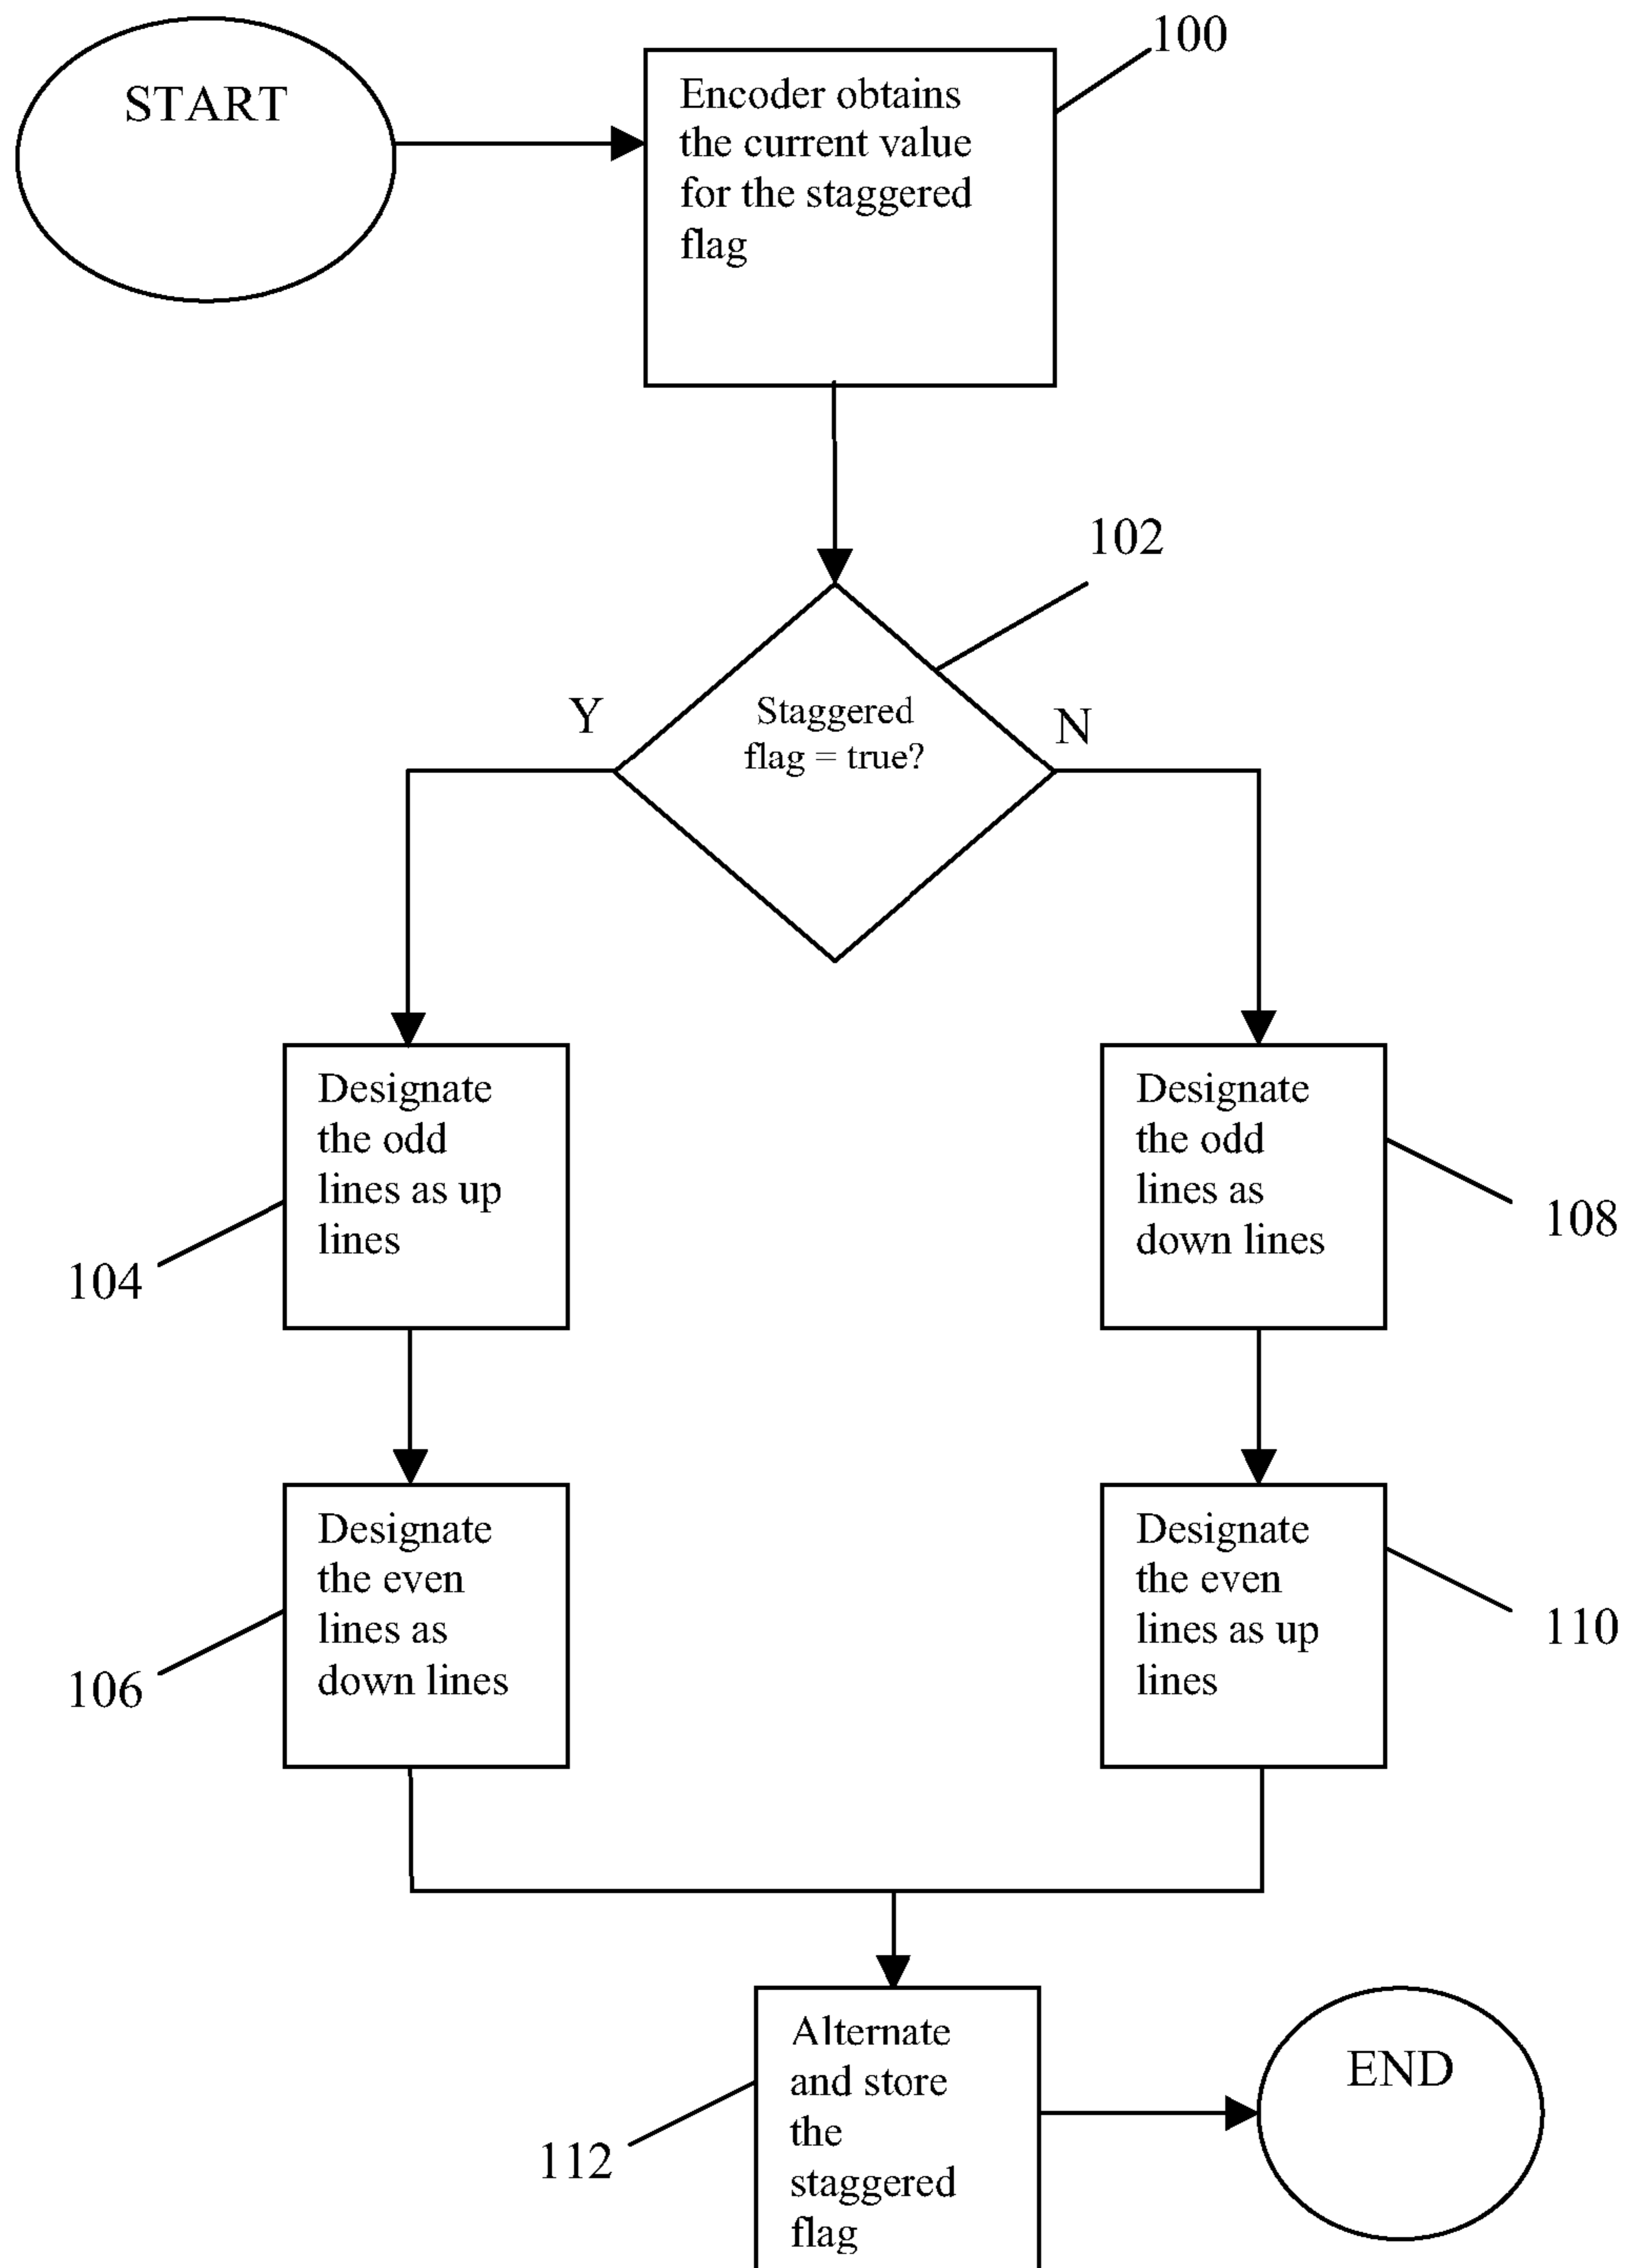 START
100
Encoder obtains
the current value
for the staggered
flag
102
Staggered
flag = true?
Y
N
Designate
the odd
lines as up
lines
104
Designate
the odd
lines as
down lines
108
Designate
the even
lines as
down lines
106
Designate
the even
lines as up
lines
110
Alternate
and store
the
staggered
flag
112
END